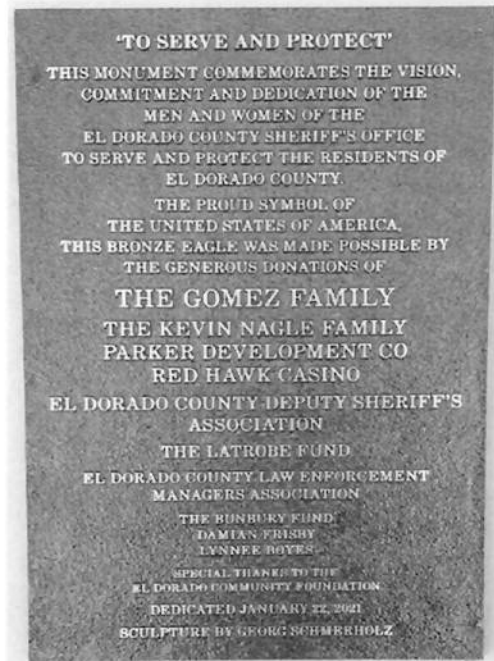 'TO SERVE AND PROTECT'
THIS MONUMENT COMMEMORATES THE VISION,
COMMITMENT AND DEDICATION OF THE
MEN AND WOMEN OF THE
EL DORADO COUNTY SHERIFF'S OFFICE
TO SERVE AND PROTECT THE RESIDENTS OF
EL DORADO COUNTY.
THE PROUD SYMBOL OF
THE UNITED STATES OF AMERICA,
THIS BRONZE EAGLE WAS MADE POSSIBLE BY
THE GENEROUS DONATIONS OF
THE GOMEZ FAMILY
THE KEVIN NAGLE FAMILY
PARKER DEVELOPMENT CO
RED HAWK CASINO
EL DORADO COUNTY DEPUTY SHERIFF'S
ASSOCIATION
THE LATROBE FUND
EL DORADO COUNTY LAW ENFORCEMENT
MANAGERS ASSOCIATION
THE BUNBURY FUND
DAMIAN FRISBY
LYNNEE BOYES
SPECIAL THANKS TO THE
EL DORADO COMMUNITY FOUNDATION
DEDICATED JANUARY 22, 2021
SCULPTURE BY GEORG SCHMERHOLZ